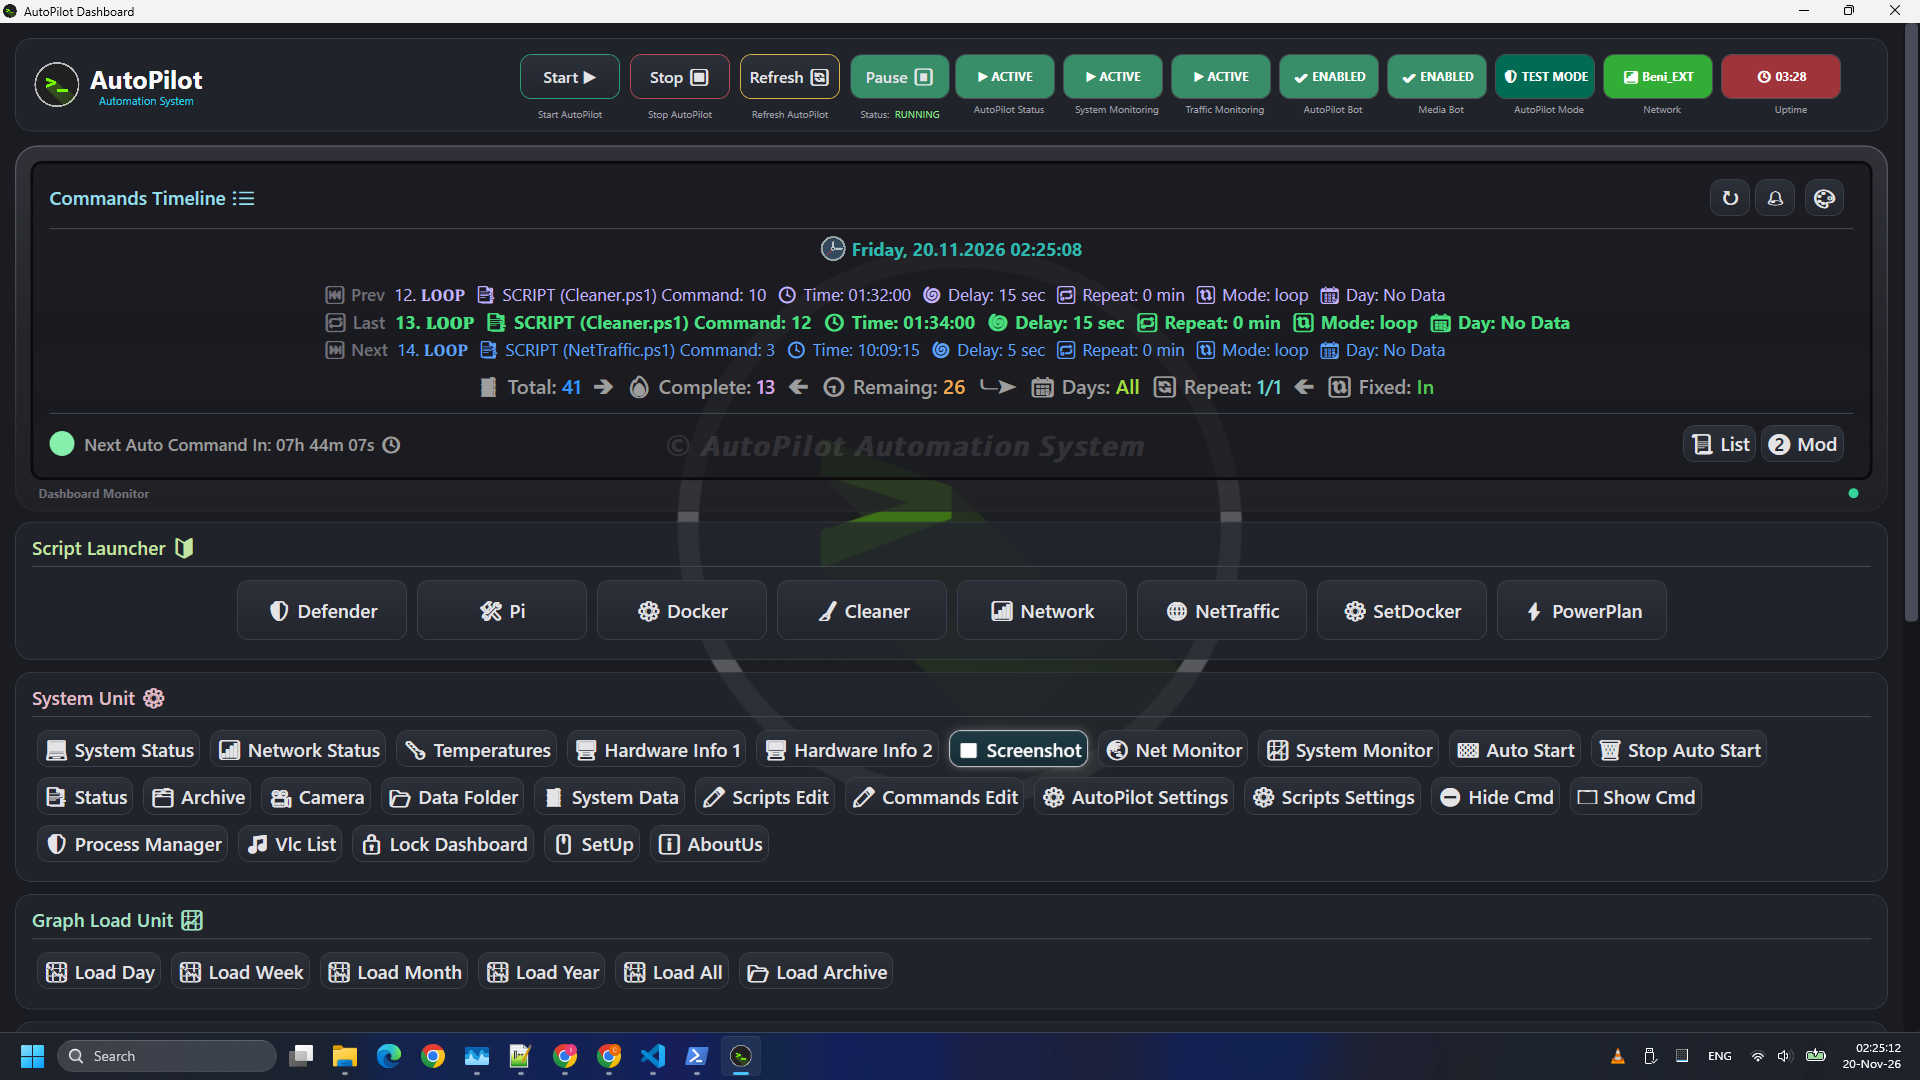 AutoPilot Dashboard
AutoPilot
Automation System
Start
Start AutoPilot
Stop
Stop AutoPilot
Refresh
Refresh AutoPilot
Pause
Status: RUNNING
ACTIVE
AutoPilot Status
ACTIVE
System Monitoring
ACTIVE
Traffic Monitoring
ENABLED
AutoPilot Bot
ENABLED
Media Bot
TEST MODE
AutoPilot Mode
Beni_EXT
Network
03:28
Uptime
Commands Timeline
Friday, 20.11.2026 02:25:08
Prev 12. LOOP SCRIPT (Cleaner.ps1) Command: 10 Time: 01:32:00 Delay: 15 sec Repeat: 0 min Mode: loop Day: No Data
Last 13. LOOP SCRIPT (Cleaner.ps1) Command: 12 Time: 01:34:00 Delay: 15 sec Repeat: 0 min Mode: loop Day: No Data
Next 14. LOOP SCRIPT (NetTraffic.ps1) Command: 3 Time: 10:09:15 Delay: 5 sec Repeat: 0 min Mode: loop Day: No Data
Total: 41 Complete: 13 Remaing: 26 Days: All Repeat: 1/1 Fixed: In
Next Auto Command In: 07h 44m 07s
© AutoPilot Automation System
List
2 Mod
Dashboard Monitor
Script Launcher
Defender Pi Docker Cleaner Network NetTraffic SetDocker PowerPlan
System Unit
System Status Network Status Temperatures Hardware Info 1 Hardware Info 2 Screenshot Net Monitor System Monitor Auto Start Stop Auto Start
Status Archive Camera Data Folder System Data Scripts Edit Commands Edit AutoPilot Settings Scripts Settings Hide Cmd Show Cmd
Process Manager Vlc List Lock Dashboard SetUp AboutUs
Graph Load Unit
Load Day Load Week Load Month Load Year Load All Load Archive
Search
ENG
02:25:12
20-Nov-26